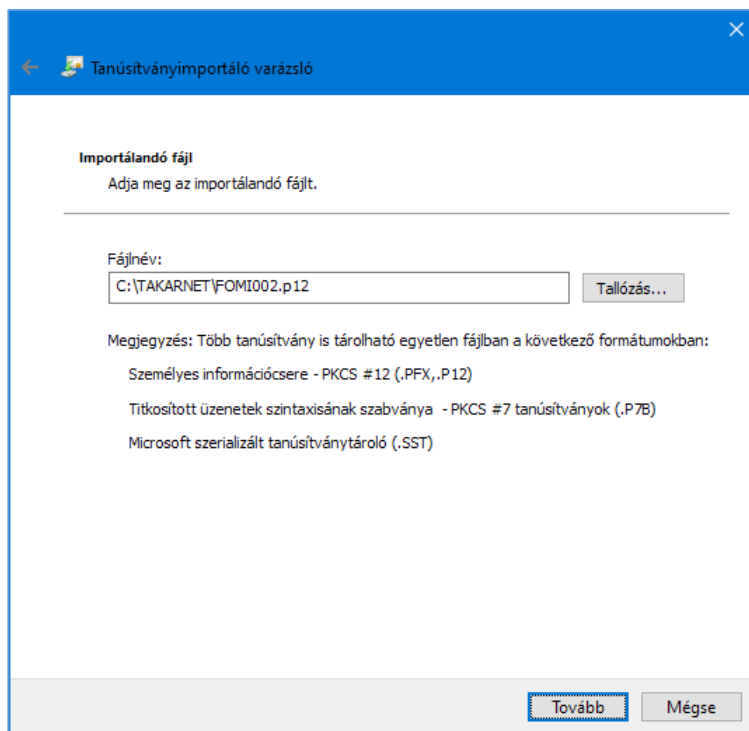 Tanúsítványimportáló varázsló
Importálandó fájl
Adja meg az importálandó fájlt.
Fájlnév:
C:\TAKARNET\FOMI002.p12
Tallózás...
Megjegyzés: Több tanúsítvány is tárolható egyetlen fájlban a következő formátumokban:
Személyes információcsere - PKCS #12 (.PFX,.P12)
Titkosított üzenetek szintaxisának szabványa - PKCS #7 tanúsítványok (.P7B)
Microsoft szerializált tanúsítványtároló (.SST)
Tovább
Mégse